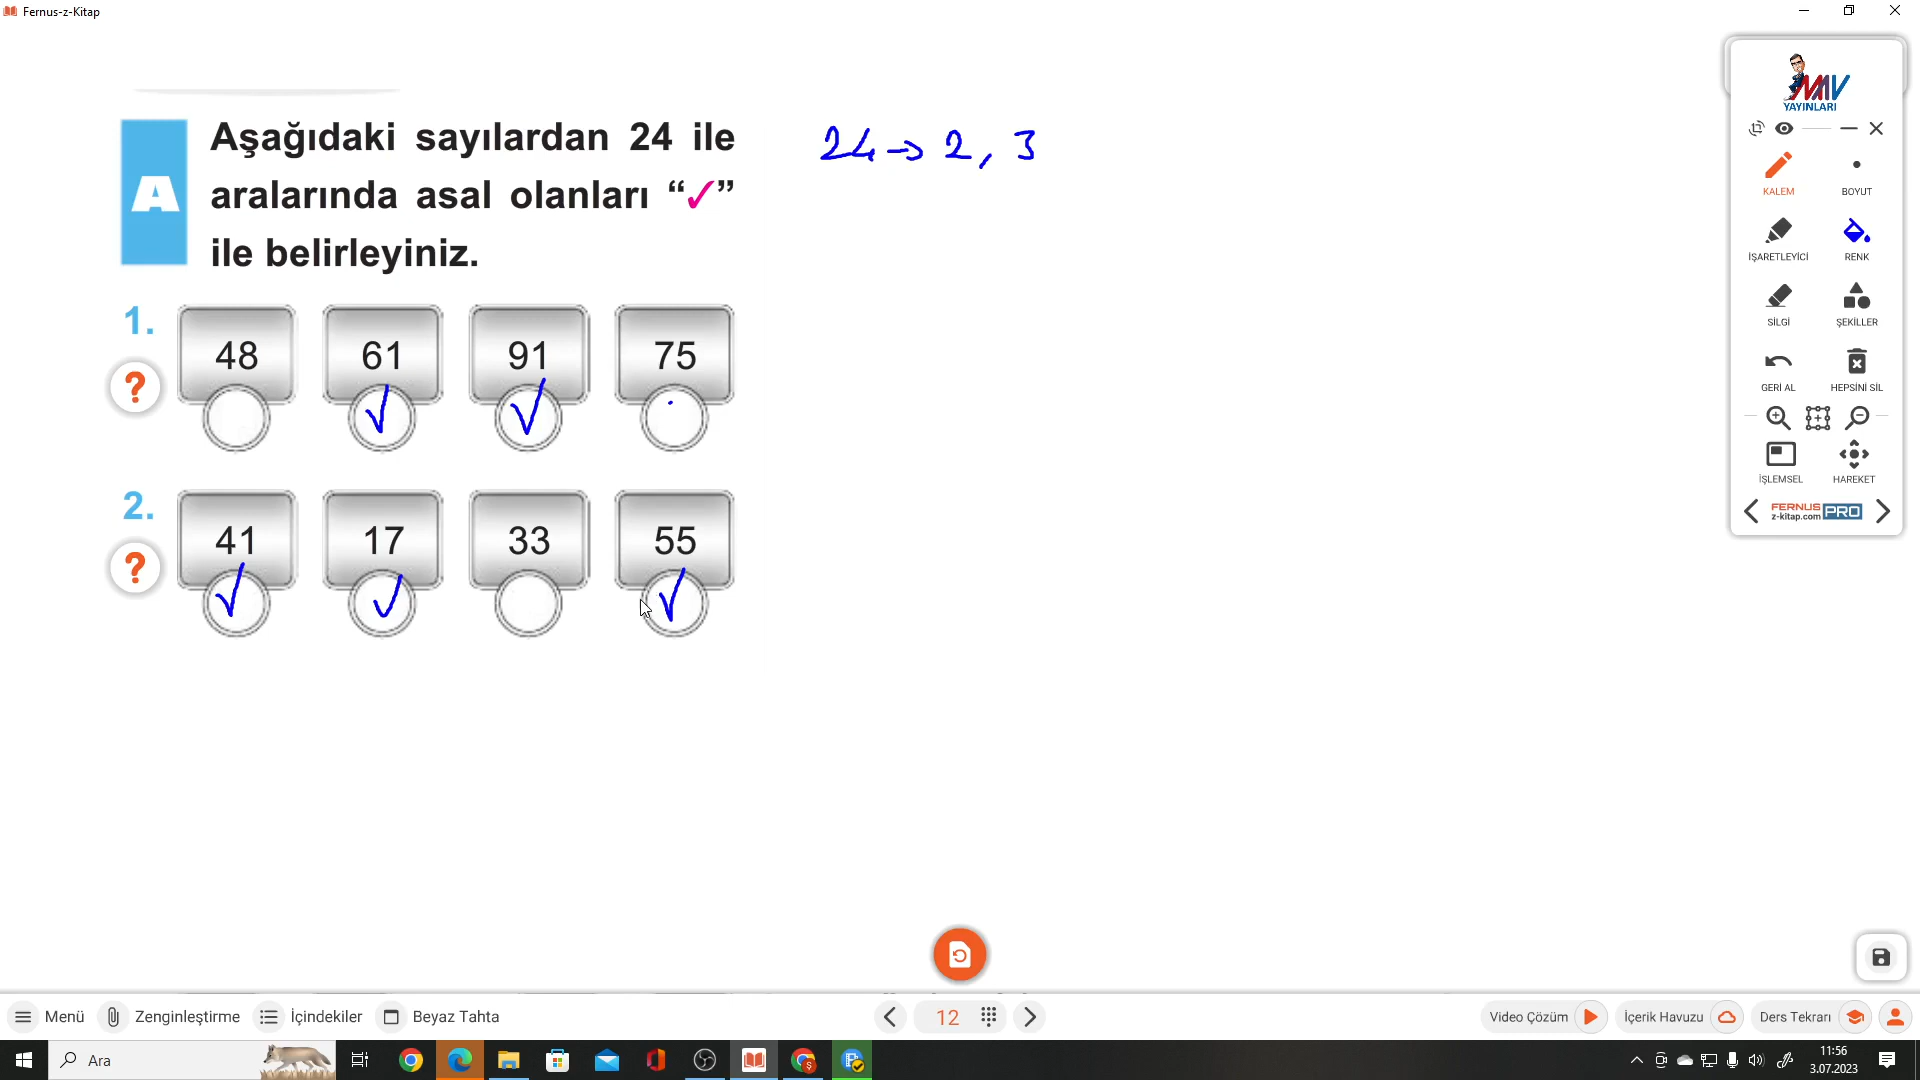 Fernus-z-Kitap
A
Aşağıdaki sayılardan 24 ile
aralarında asal olanları “✓”
ile belirleyiniz.
24 → 2, 3
1.
48 61 91 75
?
✓ ✓
2.
41 17 33 55
?
✓ ✓ ✓
MMV
YAYINLARI
KALEM BOYUT
İŞARETLEYİCİ RENK
SİLGİ ŞEKİLLER
GERİ AL HEPSİNİ SİL
İŞLEMSEL HAREKET
FERNUS
z-kitap.com PRO
Menü Zenginleştirme İçindekiler Beyaz Tahta 12 Video Çözüm İçerik Havuzu Ders Tekrarı
Ara
11:56
3.07.2023